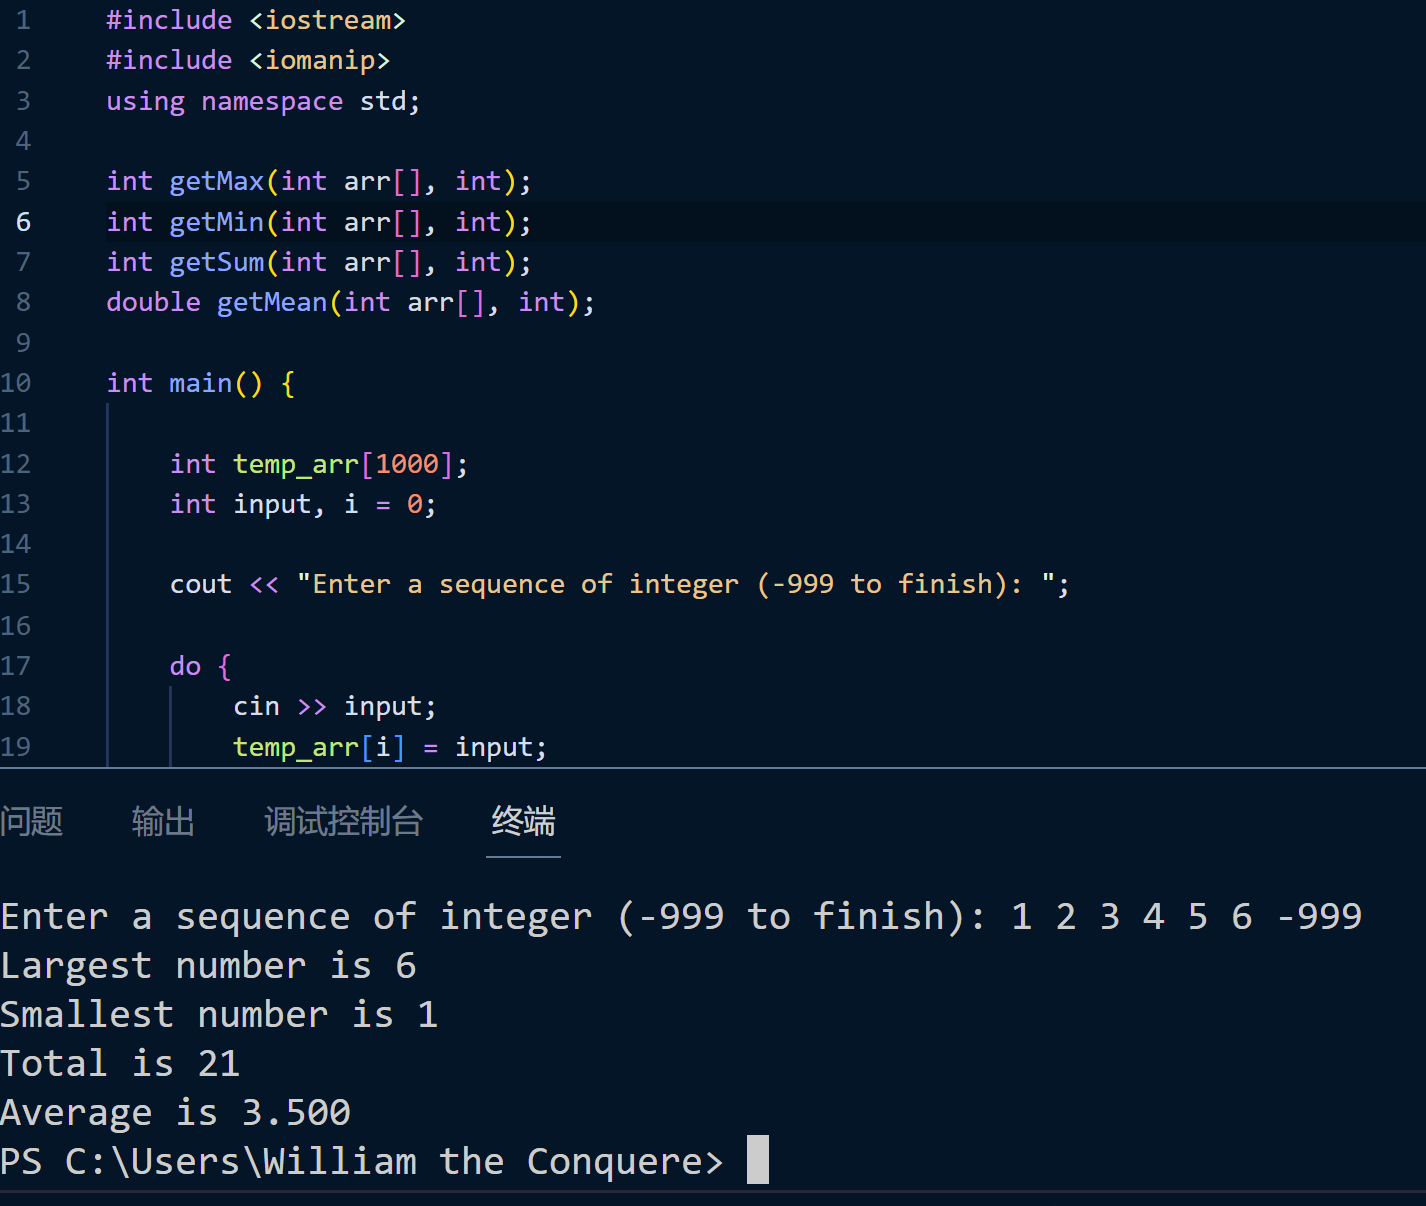 1 #include <iostream>
2 #include <iomanip>
3 using namespace std;
4
5 int getMax(int arr[], int);
6 int getMin(int arr[], int);
7 int getSum(int arr[], int);
8 double getMean(int arr[], int);
9
10 int main() {
11
12 int temp_arr[1000];
13 int input, i = 0;
14
15 cout << "Enter a sequence of integer (-999 to finish): ";
16
17 do {
18 cin >> input;
19 temp_arr[i] = input;
问题 输出 调试控制台 终端
Enter a sequence of integer (-999 to finish): 1 2 3 4 5 6 -999
Largest number is 6
Smallest number is 1
Total is 21
Average is 3.500
PS C:\Users\William the Conquere>